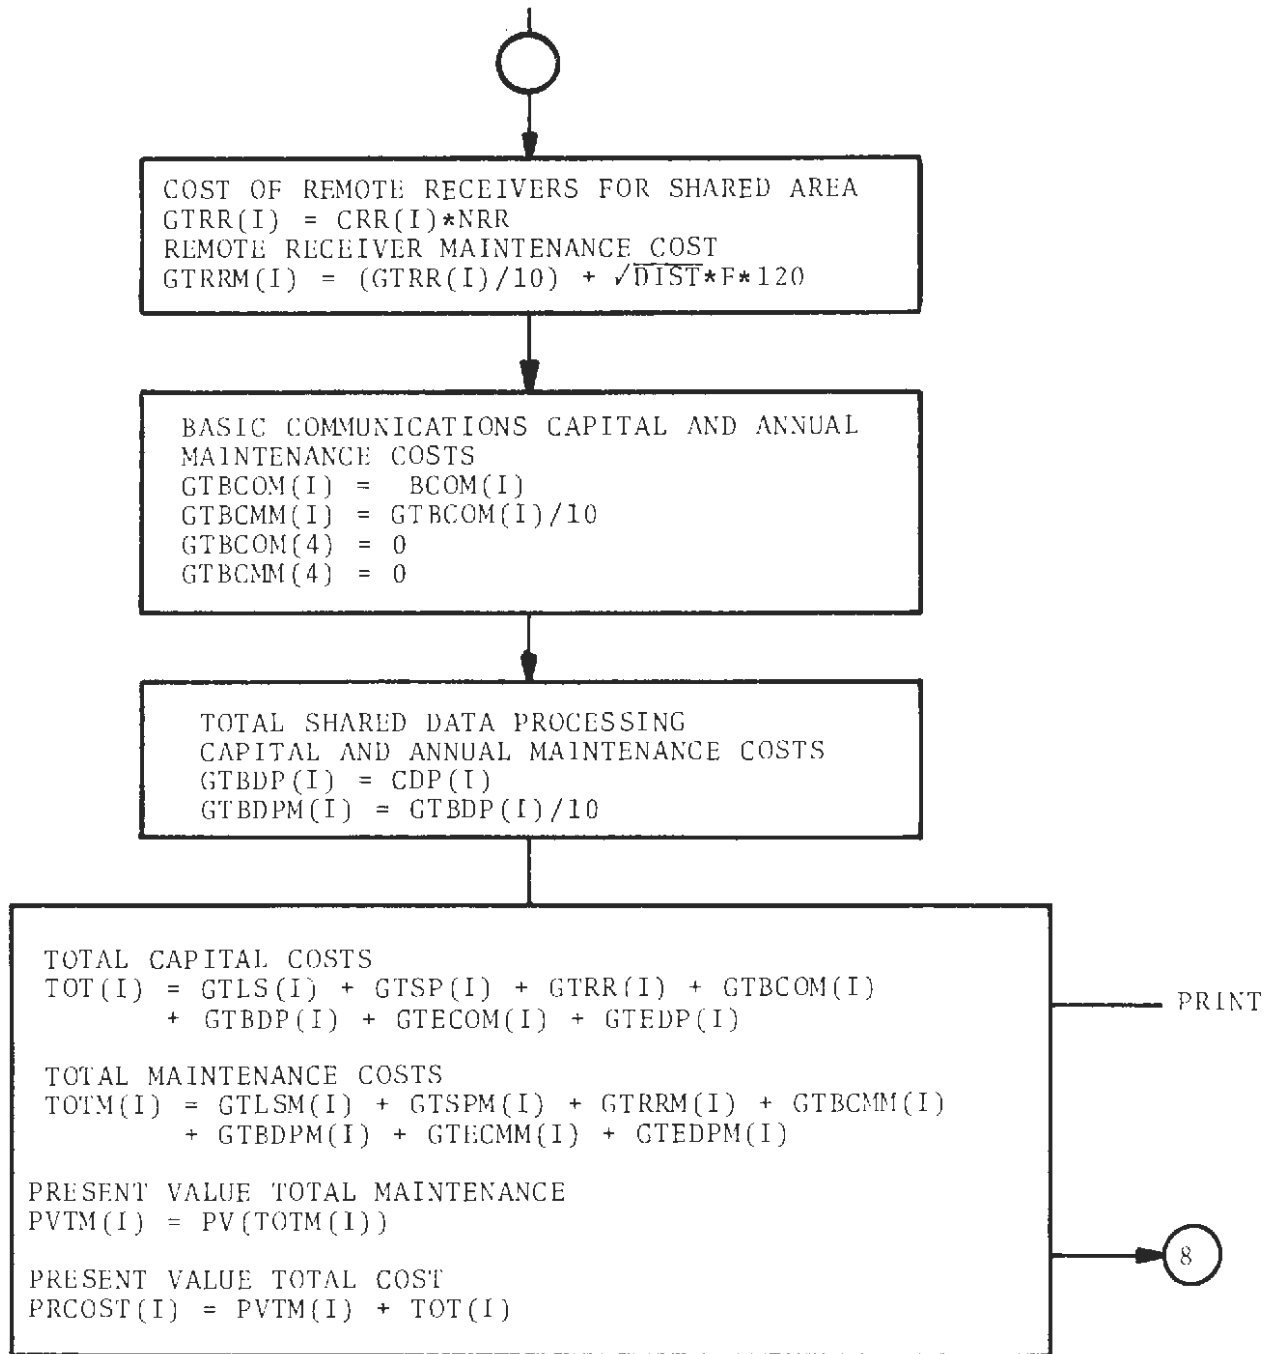 COST OF REMOTE RECEIVERS FOR SHARED AREA
GTRR(I) = CRR(I)*NRR
REMOTE RECEIVER MAINTENANCE COST
GTRRM(I) = (GTRR(I)/10) + √DIST*F*120
BASIC COMMUNICATIONS CAPITAL AND ANNUAL
MAINTENANCE COSTS
GTBCOM(I) = BCOM(I)
GTBCMM(I) = GTBCOM(I)/10
GTBCOM(4) = 0
GTBCMM(4) = 0
TOTAL SHARED DATA PROCESSING
CAPITAL AND ANNUAL MAINTENANCE COSTS
GTBDP(I) = CDP(I)
GTBDPM(I) = GTBDP(I)/10
TOTAL CAPITAL COSTS
TOT(I) = GTLS(I) + GTSP(I) + GTRR(I) + GTBCOM(I)
+ GTBDP(I) + GTECOM(I) + GTEDP(I)
PRINT
TOTAL MAINTENANCE COSTS
TOTM(I) = GTLSM(I) + GTSPM(I) + GTRRM(I) + GTBCMM(I)
+ GTBDPM(I) + GTECMM(I) + GTEDPM(I)
PRESENT VALUE TOTAL MAINTENANCE
PVTM(I) = PV(TOTM(I))
8
PRESENT VALUE TOTAL COST
PRCOST(I) = PVTM(I) + TOT(I)